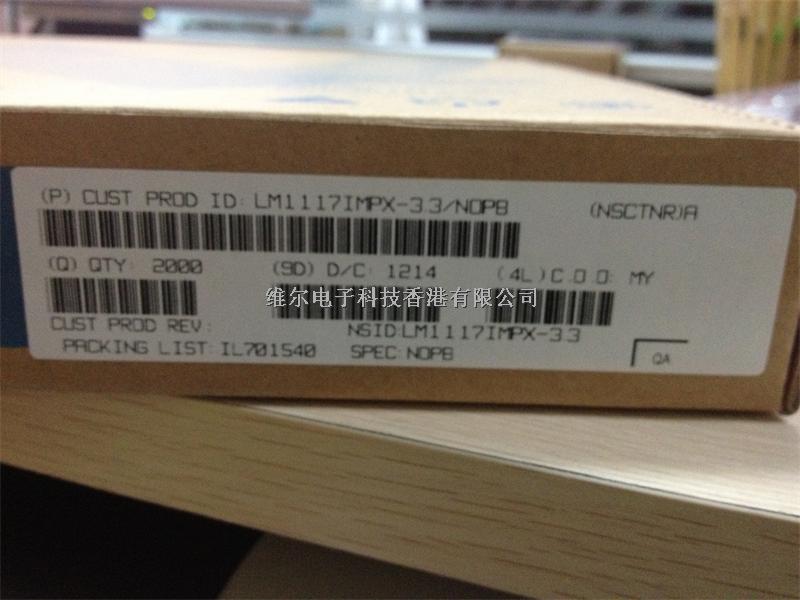 (P) CUST PROD ID: LM1117IMPX-3.3/NOPB (NSCTNR)A
(Q) QTY: 2000 (9D) D/C: 1214 (4L) C.O.O: MY
维尔电子科技香港有限公司
CUST PROD REV: NSID:LM1117IMPX-3.3
PACKING LIST: IL701540 SPEC: NOPB QA